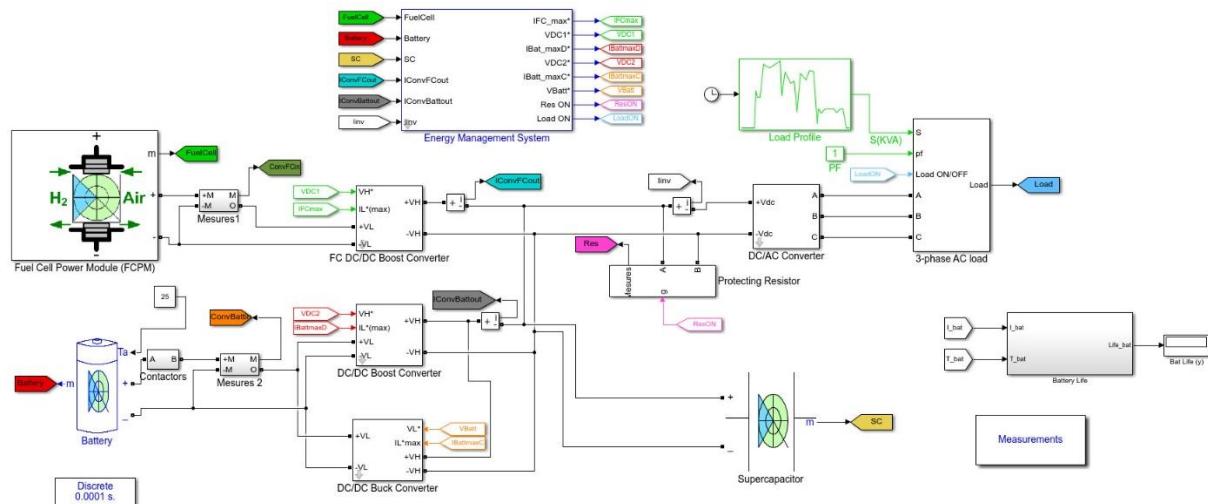 FuelCell
FuelCell
IFC_max*
IFCmax
Battery
Battery
VDC1*
VDC1
SC
SC
IBat_maxD*
IBatmaxD
IConvFCout
IConvFCout
VDC2*
VDC2
IConvBattout
IConvBattout
IBatt_maxC*
IBatmaxC
Iinv
Iinv
VBatt*
VBatt
Res ON
ResON
Load ON
LoadON
Energy Management System
Load Profile
S(KVA)
1
PF
LoadON
S
pf
Load ON/OFF
Load
Load
A
B
C
3-phase AC load
+
m
FuelCell
H2
Air
+
-
-
Fuel Cell Power Module (FCPM)
ConvFCin
+M
M
-M
O
Mesures1
VDC1
IFCmax
VH*
IL*(max)
+VL
-VL
+VH
-VH
FC DC/DC Boost Converter
IConvFCout
+ i
-
Iinv
+ i
-
+Vdc
-Vdc
A
B
C
DC/AC Converter
Res
mesures
A
B
g
Protecting Resistor
ResON
25
ConvBattin
Ta
A
B
Contactors
+M
M
-M
O
Mesures 2
Battery
m
+
_
Battery
VDC2
IBatmaxD
VH*
IL*(max)
+VL
-VL
+VH
-VH
DC/DC Boost Converter
IConvBattout
+ i
-
+VL
-VL
VL*
IL*max
+VH
-VH
VBatt
IBatmaxC
DC/DC Buck Converter
+
_
m
SC
Supercapacitor
I_bat
T_bat
I_bat
T_bat
Life_bat
Battery Life
Bat Life (y)
Measurements
Discrete
0.0001 s.